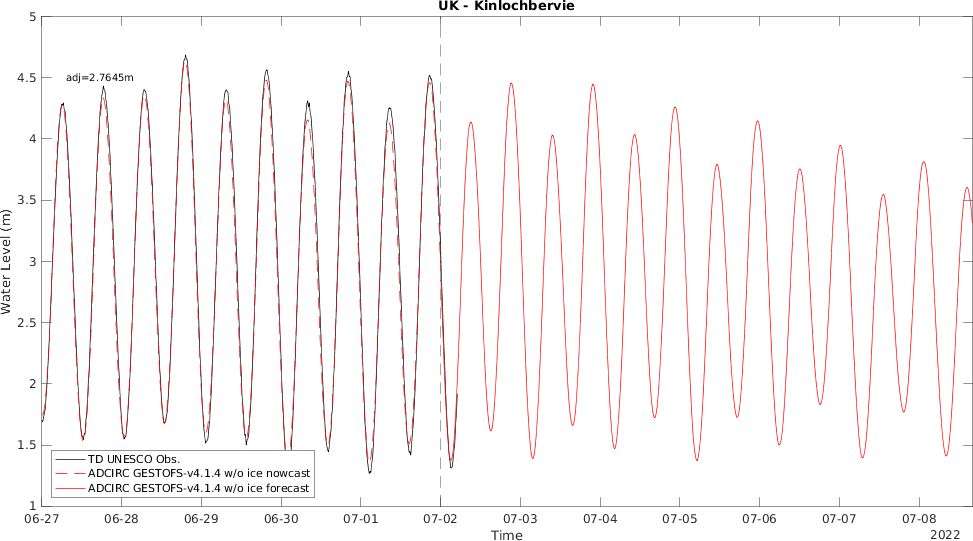 UK - Kinlochbervie
5
4.5
4
3.5
3
2.5
2
1.5
1
Water Level (m)
adj=2.7645m
TD UNESCO Obs.
ADCIRC GESTOFS-v4.1.4 w/o ice nowcast
ADCIRC GESTOFS-v4.1.4 w/o ice forecast
06-27 06-28 06-29 06-30 07-01 07-02 07-03 07-04 07-05 07-06 07-07 07-08
2022
Time